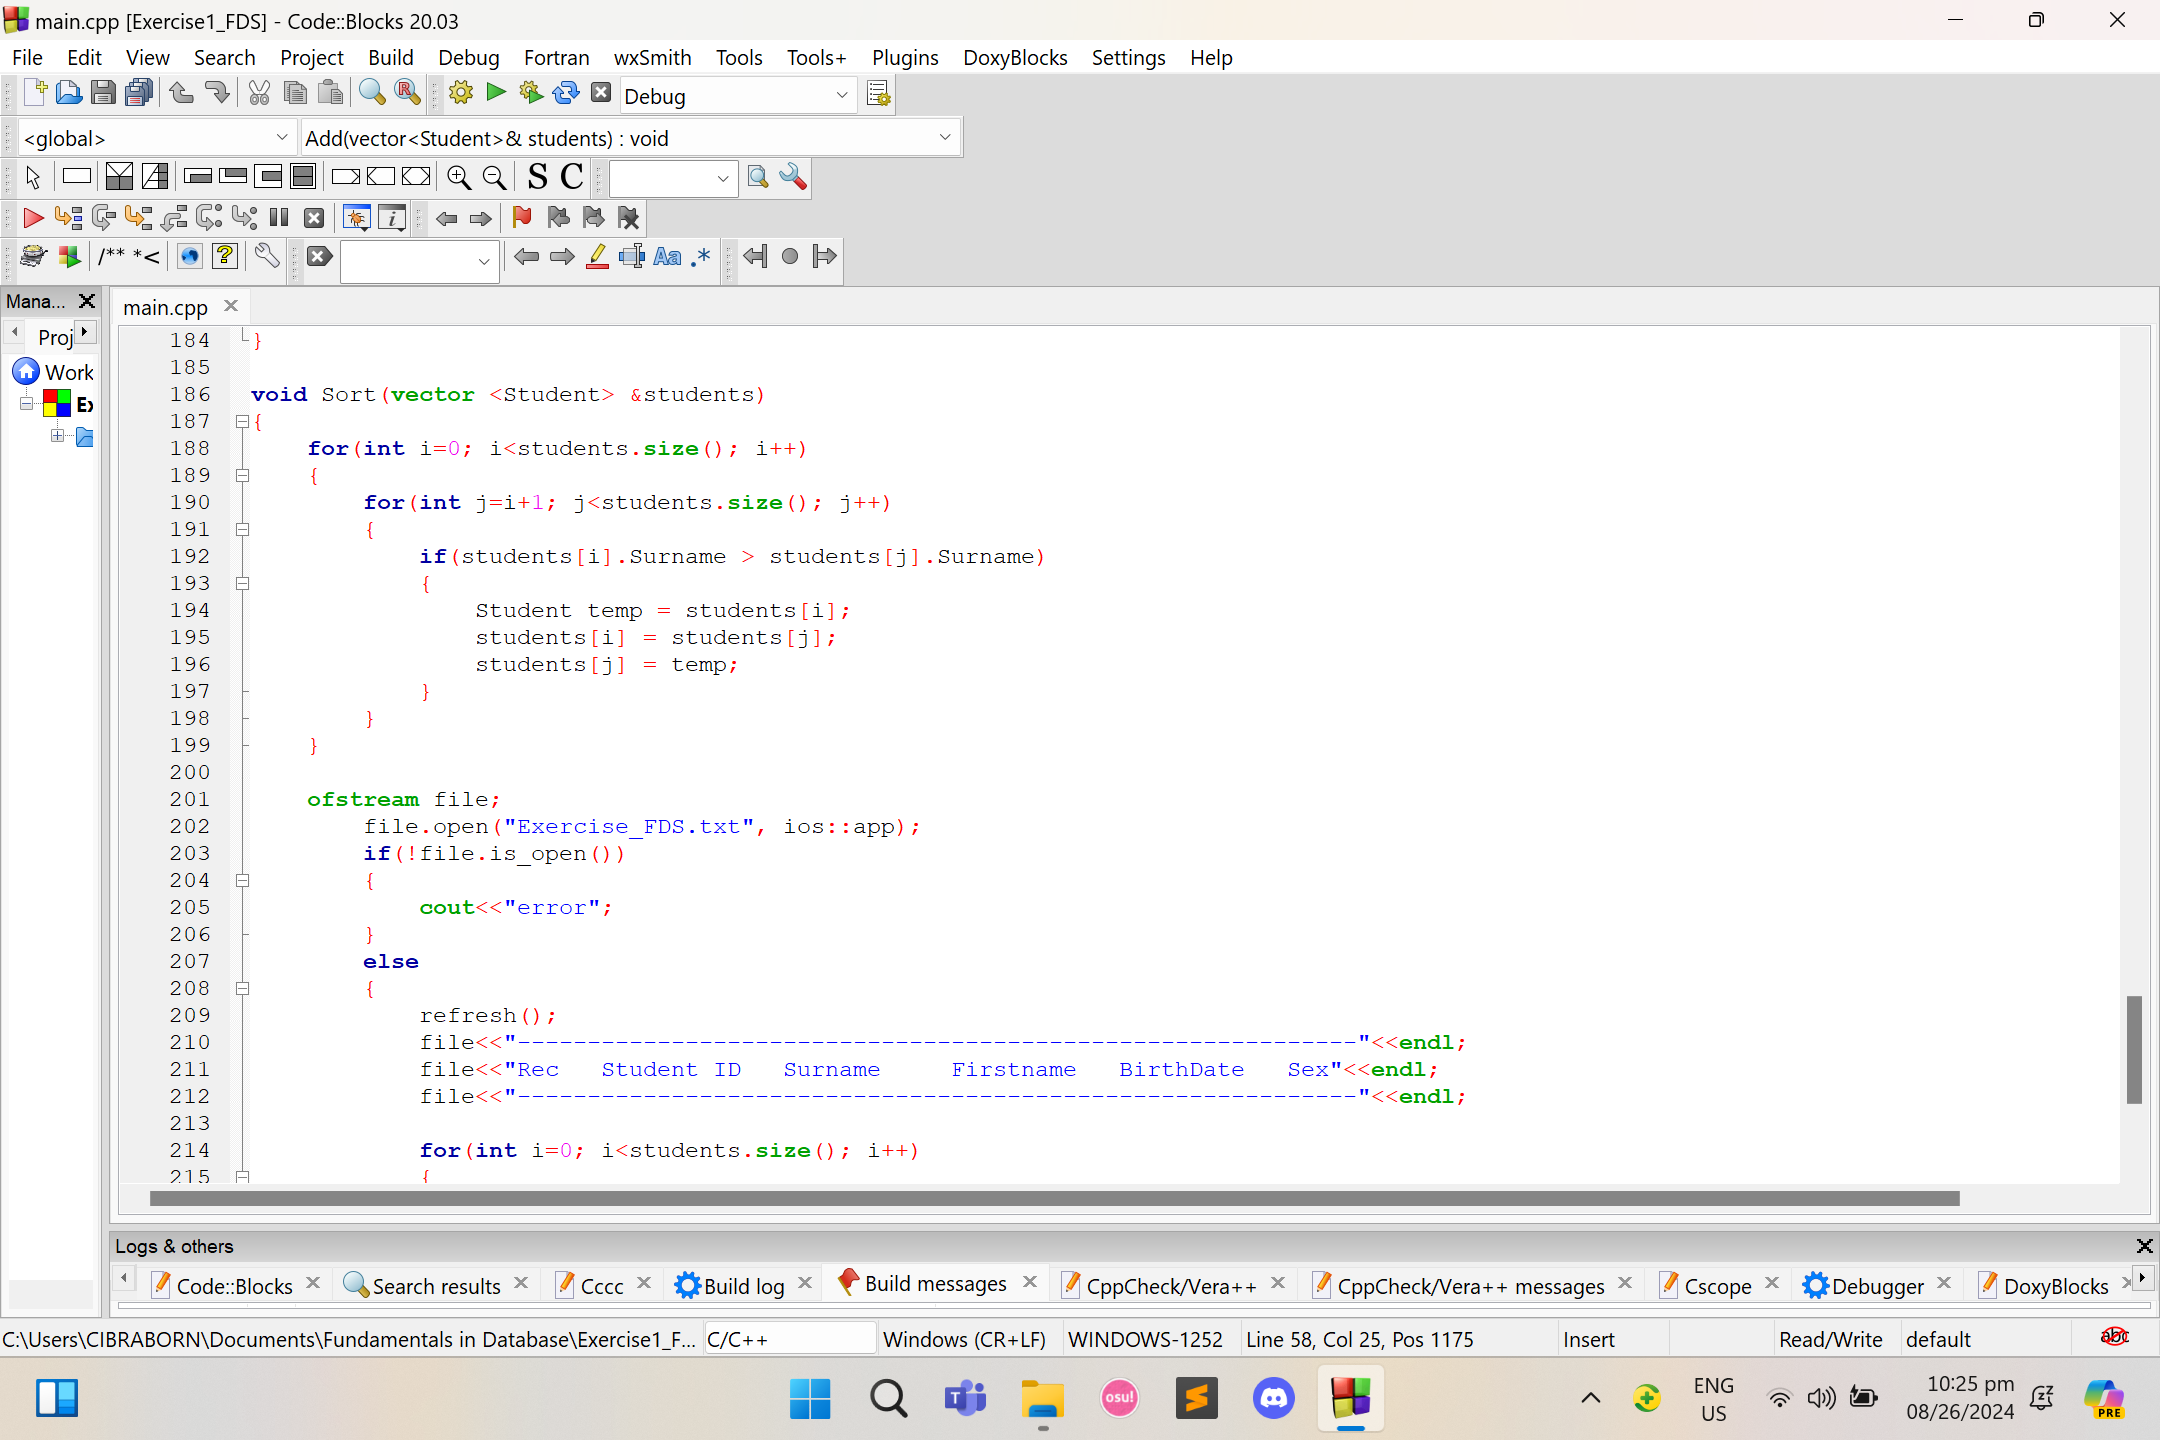 main.cpp [Exercise1_FDS] - Code::Blocks 20.03
File Edit View Search Project Build Debug Fortran wxSmith Tools Tools+ Plugins DoxyBlocks Settings Help
Debug
<global> Add(vector<Student>& students) : void
S C
/** *< Aa .*
Mana...
main.cpp
Proj
Work
Ex
184 }
185
186 void Sort(vector <Student> &students)
187 {
188     for(int i=0; i<students.size(); i++)
189     {
190         for(int j=i+1; j<students.size(); j++)
191         {
192             if(students[i].Surname > students[j].Surname)
193             {
194                 Student temp = students[i];
195                 students[i] = students[j];
196                 students[j] = temp;
197             }
198         }
199     }
200
201     ofstream file;
202         file.open("Exercise_FDS.txt", ios::app);
203         if(!file.is_open())
204         {
205             cout<<"error";
206         }
207         else
208         {
209             refresh();
210             file<<"------------------------------------------------------------"<<endl;
211             file<<"Rec   Student ID   Surname     Firstname   BirthDate   Sex"<<endl;
212             file<<"------------------------------------------------------------"<<endl;
213
214             for(int i=0; i<students.size(); i++)
215             {
Logs & others
Code::Blocks Search results Cccc Build log Build messages CppCheck/Vera++ CppCheck/Vera++ messages Cscope Debugger DoxyBlocks
C:\Users\CIBRABORN\Documents\Fundamentals in Database\Exercise1_F... C/C++ Windows (CR+LF) WINDOWS-1252 Line 58, Col 25, Pos 1175 Insert Read/Write default abc
osu!
ENG
US
10:25 pm
08/26/2024
PRE